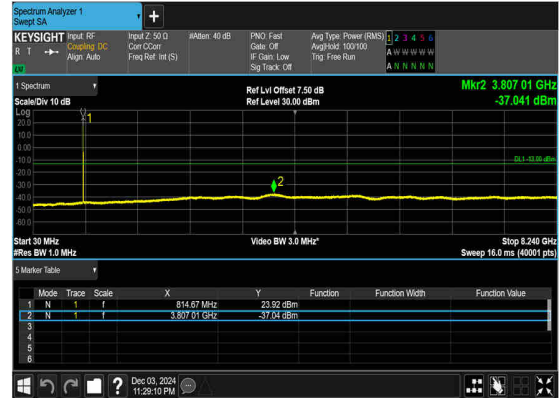 Spectrum Analyzer 1
Swept SA
+
KEYSIGHT Input: RF Input Z: 50 Ω #Atten: 40 dB PNO: Fast Avg Type: Power (RMS) 1 2 3 4 5 6
R T Coupling: DC Corr CCorr Gate: Off Avg|Hold: 100/100 A W W W W W
Align: Auto Freq Ref: Int (S) IF Gain: Low Trig: Free Run
Sig Track: Off A N N N N N
1 Spectrum
Ref Lvl Offset 7.50 dB Mkr2 3.807 01 GHz
Scale/Div 10 dB Ref Level 30.00 dBm -37.041 dBm
Log
20.0
10.0
0.00
-10.0
DL1 -13.00 dBm
-20.0
-30.0
-40.0
-50.0
-60.0
1
2
Start 30 MHz Video BW 3.0 MHz* Stop 8.240 GHz
#Res BW 1.0 MHz Sweep 16.0 ms (40001 pts)
5 Marker Table
Mode Trace Scale X Y Function Function Width Function Value
1 N 1 f 814.67 MHz 23.92 dBm
2 N 1 f 3.807 01 GHz -37.04 dBm
3
4
5
6
? Dec 03, 2024
11:29:10 PM